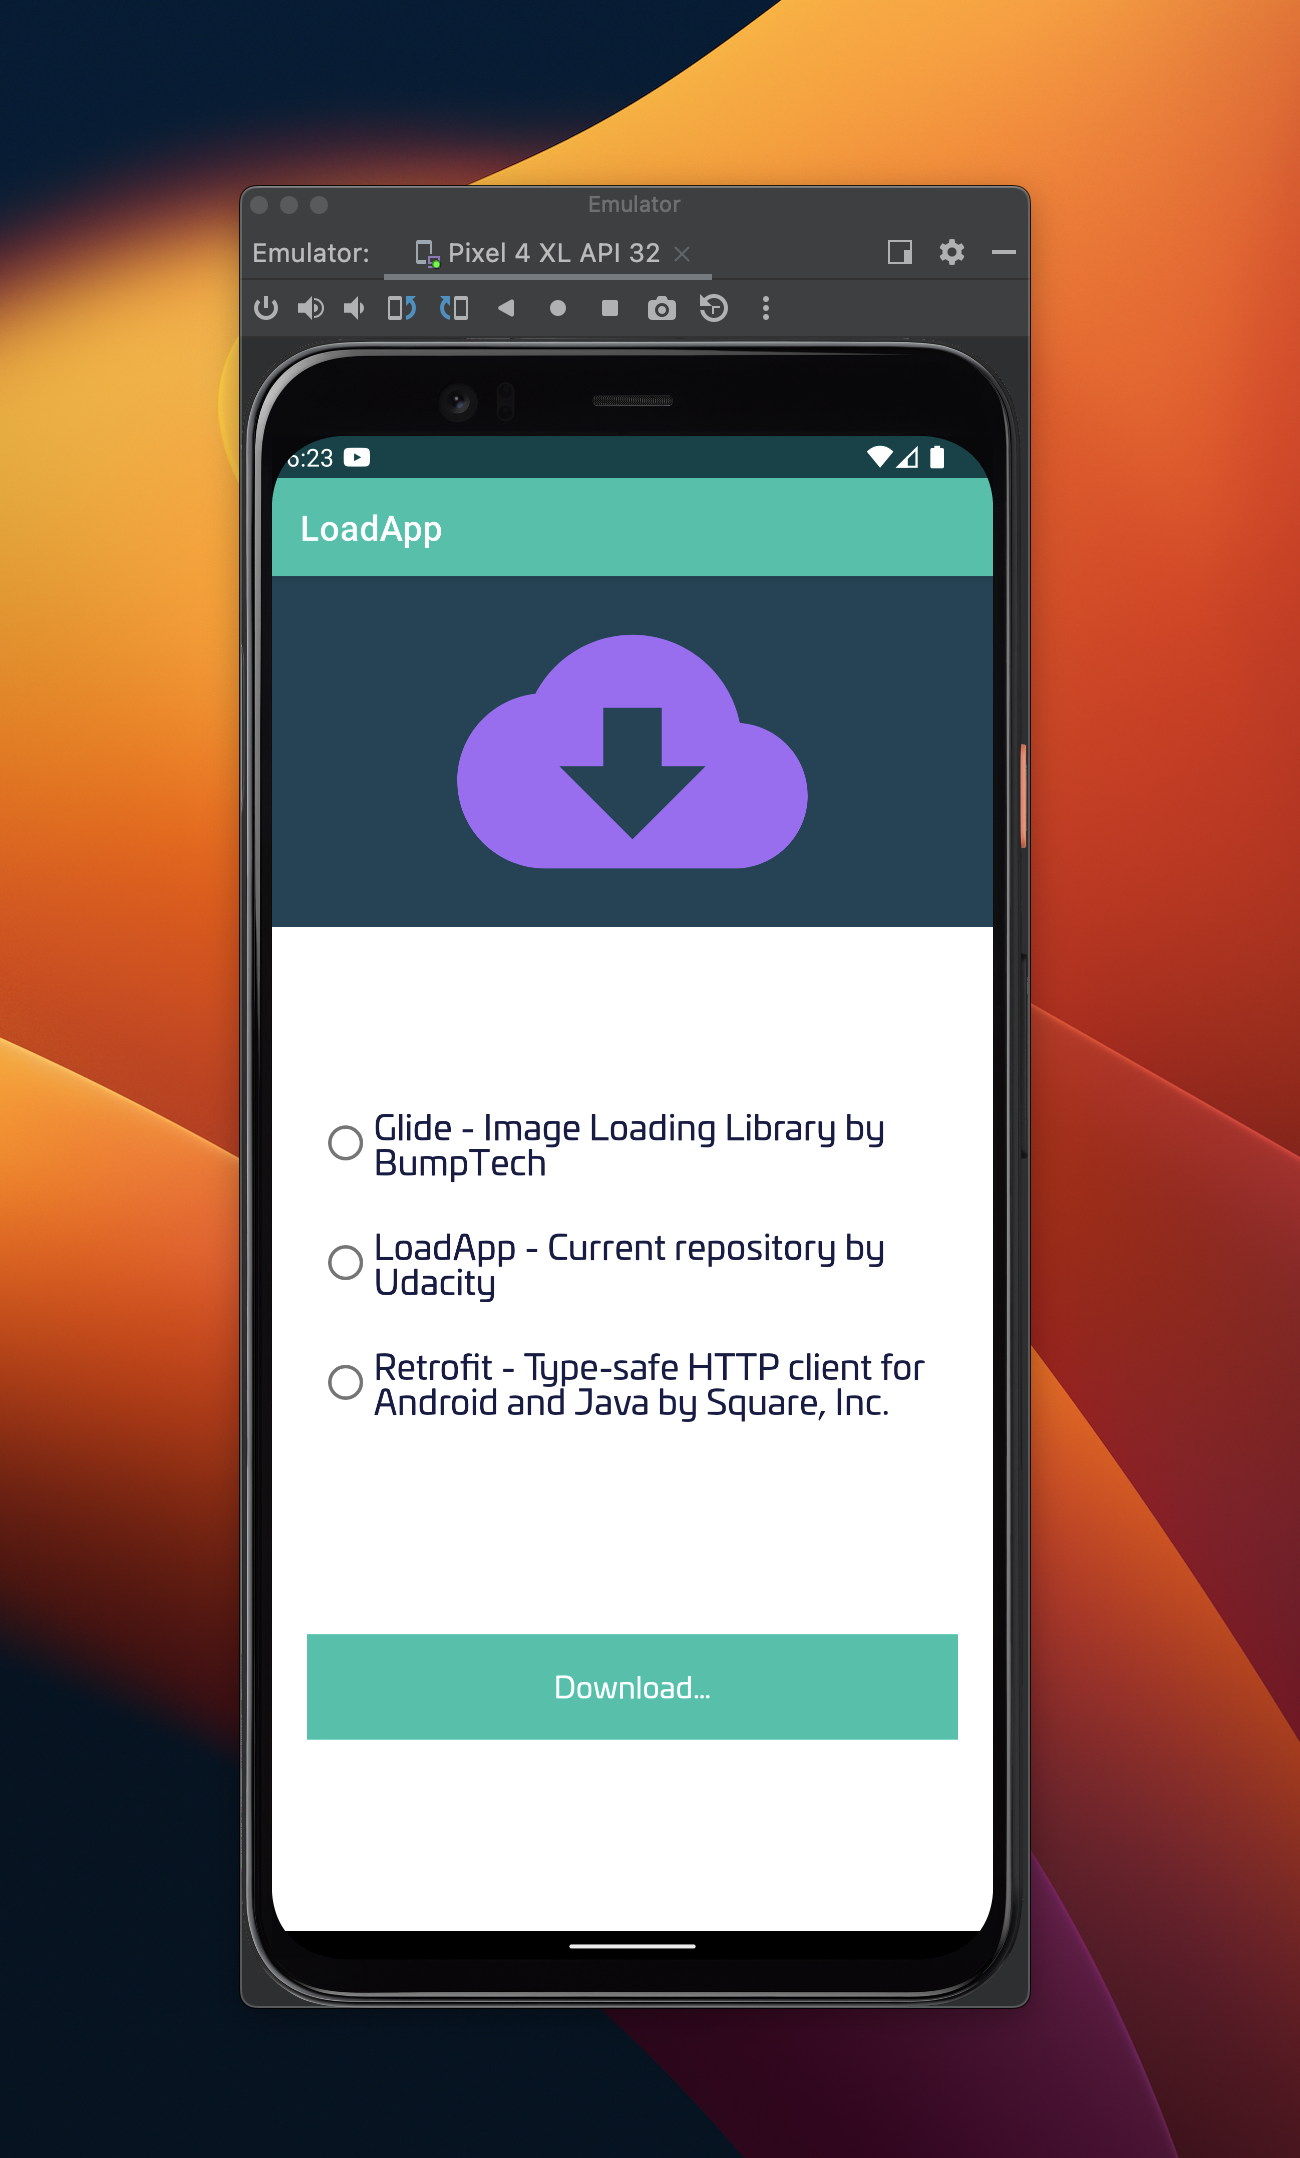 Emulator
Emulator: Pixel 4 XL API 32
6:23
LoadApp
Glide - Image Loading Library by
BumpTech
LoadApp - Current repository by
Udacity
Retrofit - Type-safe HTTP client for
Android and Java by Square, Inc.
Download...